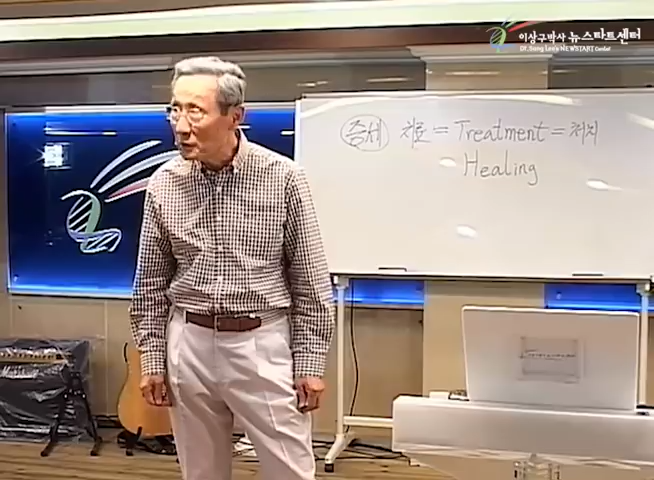 이상구박사 뉴스타트센터
Dr. Sang Lee's NEWSTART Center
증세 치료 = Treatment = 처치
Healing